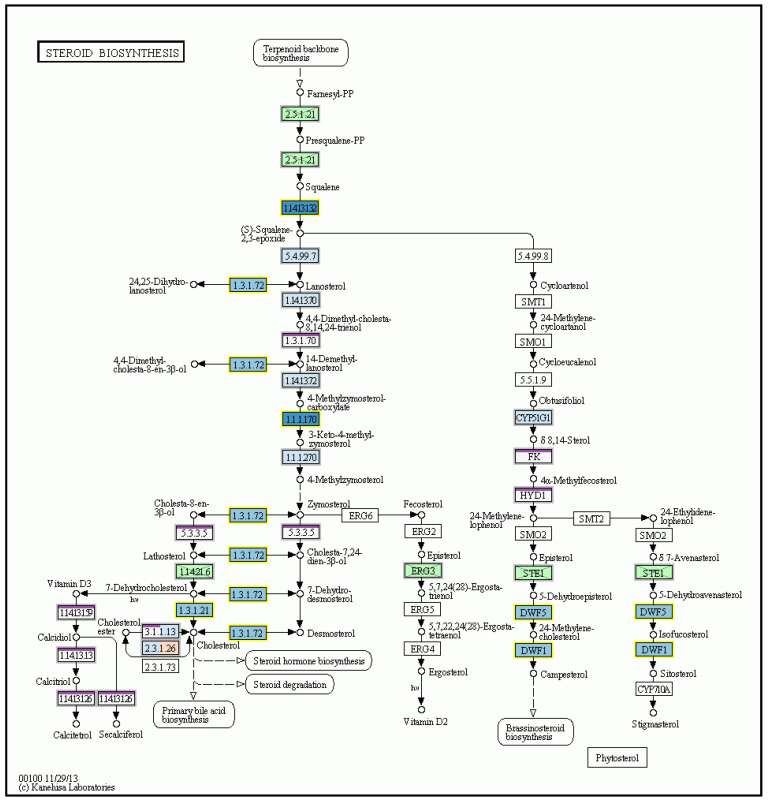 STEROID BIOSYNTHESIS
Terpenoid backbone
biosynthesis
Farnesyl-PP
2.5.1.21
Presqualene-PP
2.5.1.21
Squalene
1.14.13.132
(S)-Squalene-
2,3-epoxide
5.4.99.7
5.4.99.8
24,25-Dihydro-
lanosterol
1.3.1.72
Lanosterol
Cycloartenol
1.14.13.70
SMT1
4,4-Dimethyl-cholesta-
8,14,24-trienol
24-Methylene-
cycloartanol
1.3.1.70
SMO1
4,4-Dimethyl-
cholesta-8-en-3β-ol
1.3.1.72
14-Demethyl-
lanosterol
Cycloeucalenol
1.14.13.72
5.5.1.9
4-Methylzymosterol-
carboxylate
Obtusifoliol
1.1.1.170
CYP51G1
3-Keto-4-methyl-
zymosterol
δ 8,14-Sterol
1.1.1.270
FK
4-Methylzymosterol
4α-Methylfecosterol
HYD1
Cholesta-8-en-
3β-ol
1.3.1.72
Zymosterol
ERG6
Fecosterol
24-Methylene-
lophenol
SMT2
24-Ethylidene-
lophenol
5.3.3.5
5.3.3.5
ERG2
SMO2
SMO2
Lathosterol
1.3.1.72
Cholesta-7,24-
dien-3β-ol
Episterol
Episterol
δ 7-Avenasterol
1.14.21.6
ERG3
STE1
STE1
Vitamin D3
7-Dehydrocholesterol
hν
1.3.1.72
7-Dehydro-
desmosterol
5,7,24(28)-Ergosta-
trienol
5-Dehydroepisterol
5-Dehydroavenasterol
1.14.13.159
1.3.1.21
ERG5
DWF5
DWF5
Calcidiol
Cholesterol
ester
3.1.1.13
2.3.1.26
2.3.1.73
Cholesterol
1.3.1.72
Desmosterol
5,7,22,24(28)-Ergosta-
tetraenol
24-Methylene-
cholesterol
Isofucosterol
1.14.13.13
ERG4
DWF1
DWF1
Calcitriol
Steroid hormone biosynthesis
Ergosterol
Campesterol
Sitosterol
1.14.13.126
1.14.13.126
Steroid degradation
hν
CYP710A
Calcitetrol
Secalciferol
Primary bile acid
biosynthesis
Vitamin D2
Brassinosteroid
biosynthesis
Stigmasterol
Phytosterol
00100 11/29/13
(c) Kanehisa Laboratories